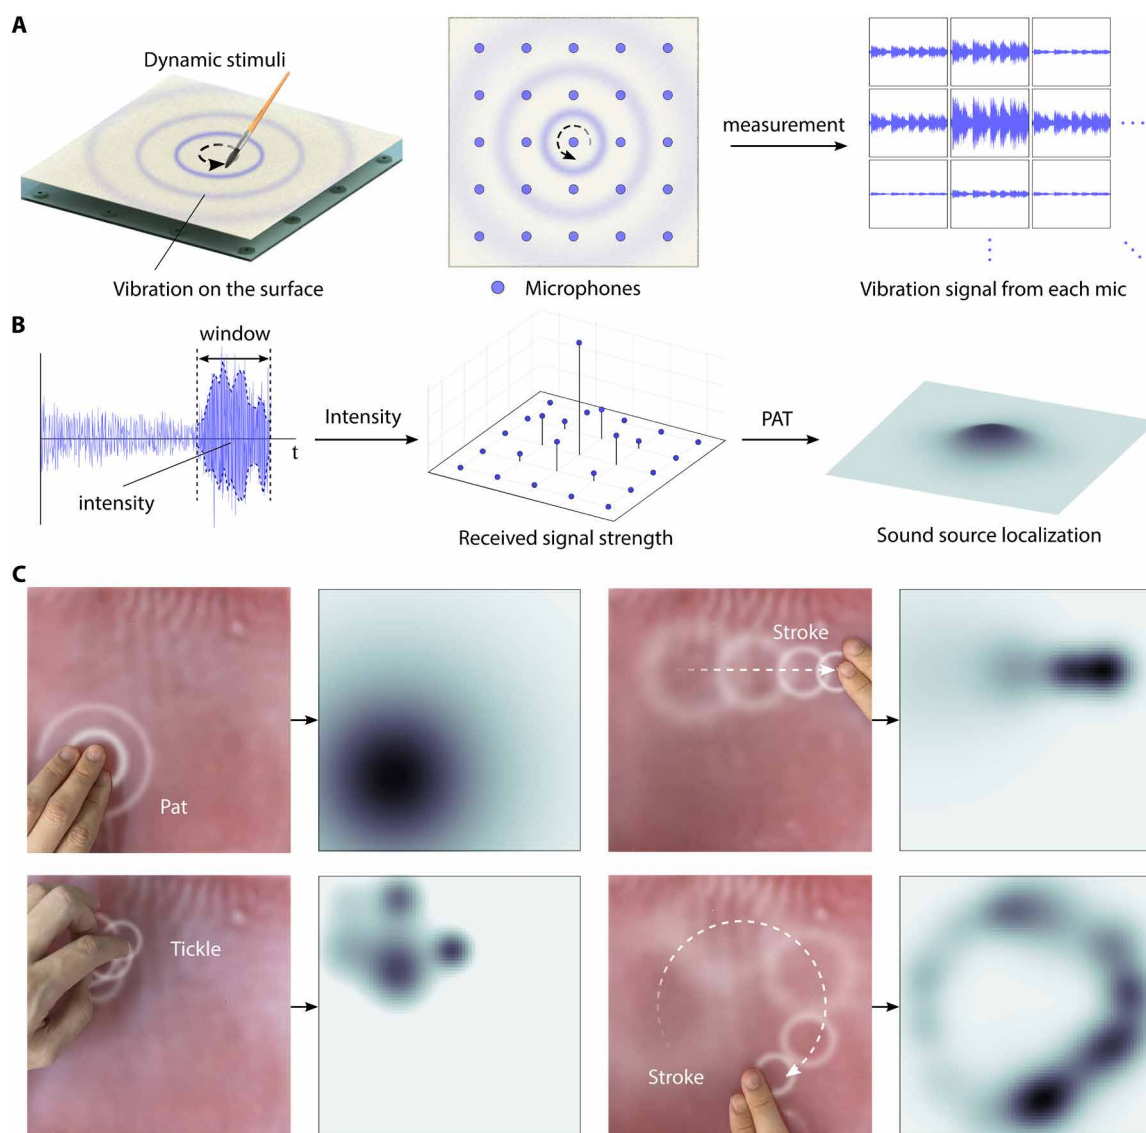 A
Dynamic stimuli
measurement
Vibration on the surface
Microphones
Vibration signal from each mic
B
window
Intensity
PAT
t
intensity
Received signal strength
Sound source localization
C
Stroke
Pat
Tickle
Stroke